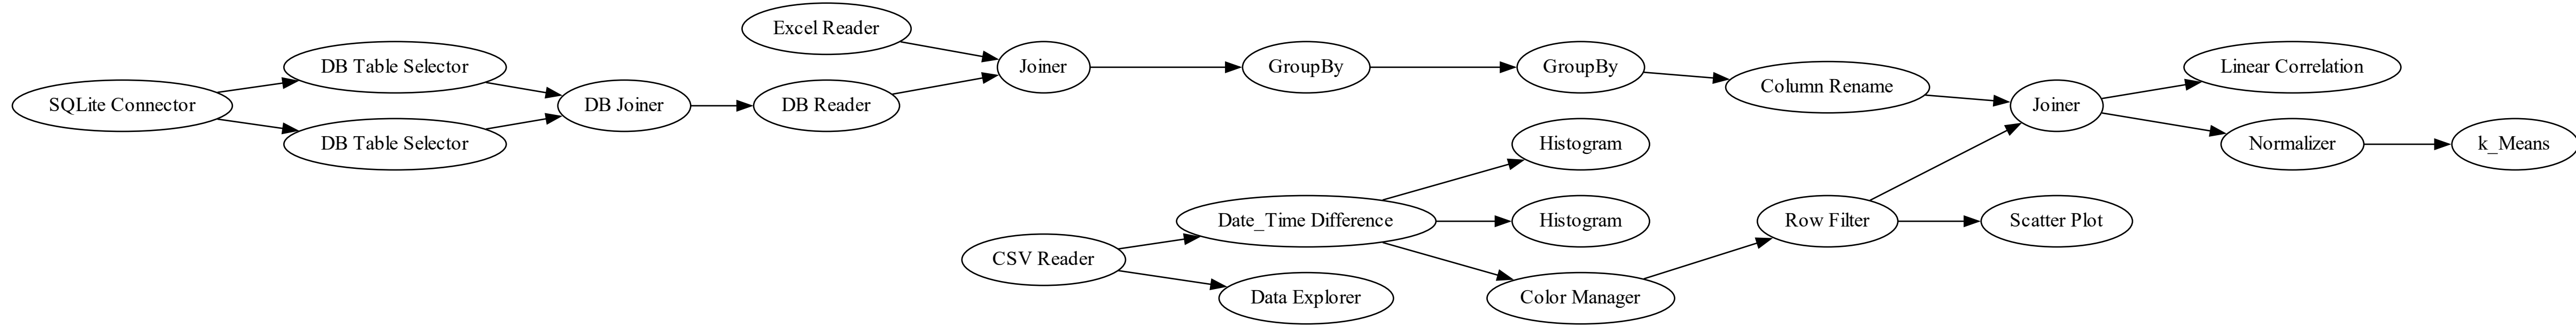 Excel Reader
DB Table Selector
Joiner
GroupBy
GroupBy
Linear Correlation
Column Rename
SQLite Connector
DB Joiner
DB Reader
Joiner
DB Table Selector
Histogram
Normalizer
k_Means
Date_Time Difference
Histogram
Row Filter
Scatter Plot
CSV Reader
Data Explorer
Color Manager